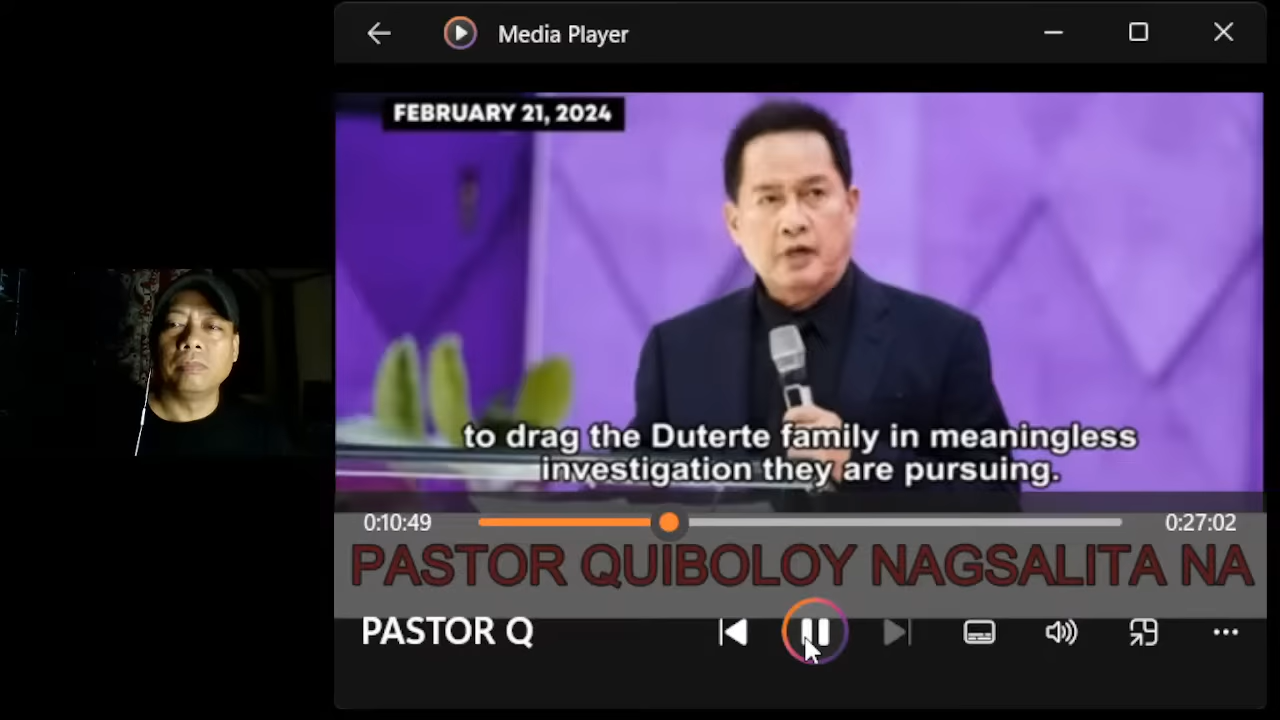 Media Player
FEBRUARY 21, 2024
to drag the Duterte family in meaningless
investigation they are pursuing.
0:10:49
0:27:02
PASTOR QUIBOLOY NAGSALITA NA
PASTOR Q